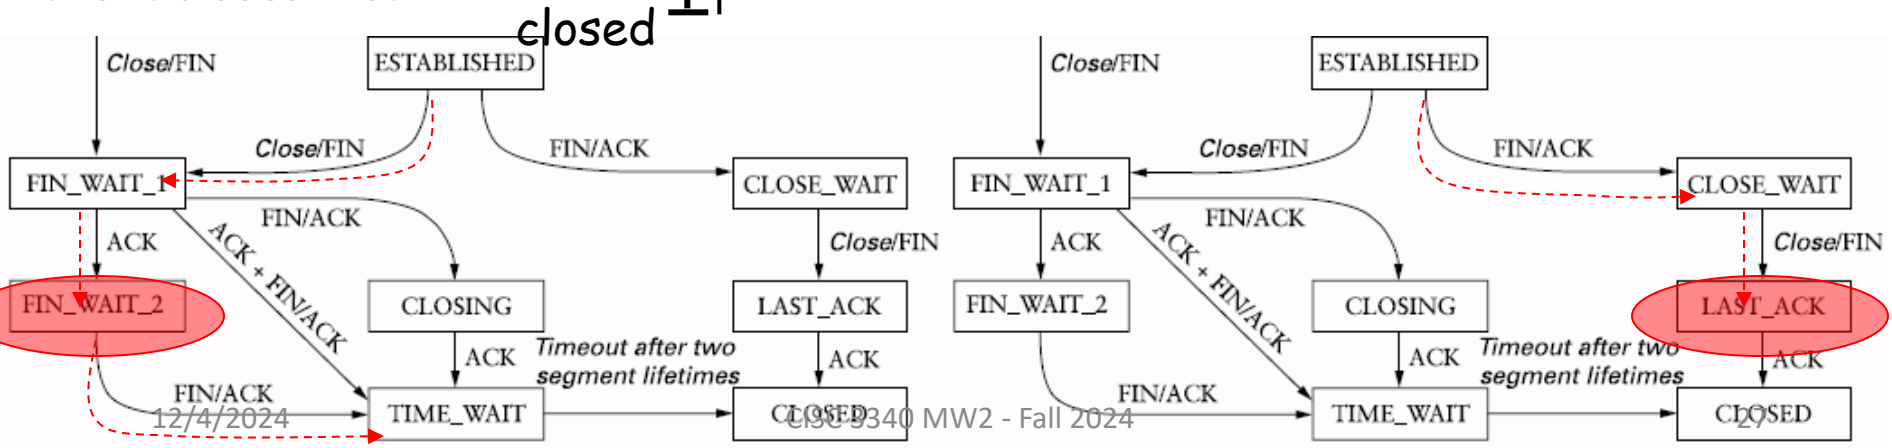 closed
Close/FIN
ESTABLISHED
Close/FIN
FIN/ACK
FIN_WAIT_1
CLOSE_WAIT
FIN/ACK
ACK
ACK + FIN/ACK
Close/FIN
FIN_WAIT_2
CLOSING
LAST_ACK
ACK
Timeout after two
segment lifetimes
ACK
FIN/ACK
TIME_WAIT
CLOSED
Close/FIN
ESTABLISHED
Close/FIN
FIN/ACK
FIN_WAIT_1
CLOSE_WAIT
FIN/ACK
ACK
ACK + FIN/ACK
Close/FIN
FIN_WAIT_2
CLOSING
LAST_ACK
ACK
Timeout after two
segment lifetimes
ACK
FIN/ACK
TIME_WAIT
CLOSED
12/4/2024
CISC 3340 MW2 - Fall 2024
27